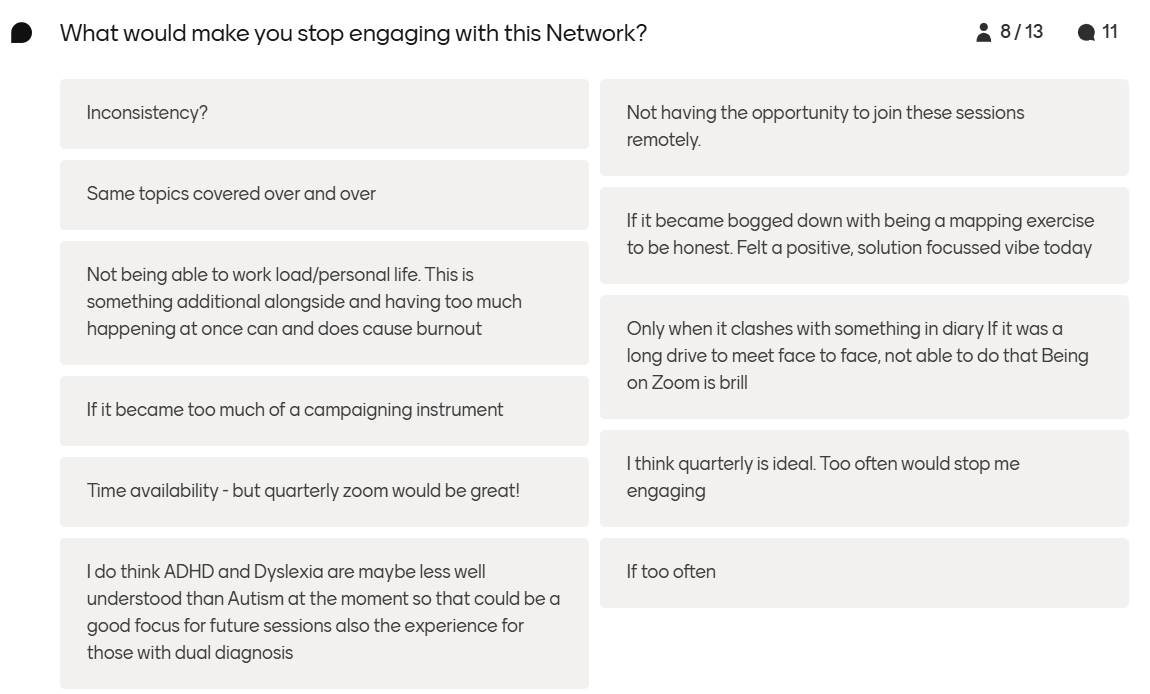 What would make you stop engaging with this Network?
8 / 13
11
Inconsistency?
Same topics covered over and over
Not being able to work load/personal life. This is
something additional alongside and having too much
happening at once can and does cause burnout
If it became too much of a campaigning instrument
Time availability - but quarterly zoom would be great!
I do think ADHD and Dyslexia are maybe less well
understood than Autism at the moment so that could be a
good focus for future sessions also the experience for
those with dual diagnosis
Not having the opportunity to join these sessions
remotely.
If it became bogged down with being a mapping exercise
to be honest. Felt a positive, solution focussed vibe today
Only when it clashes with something in diary If it was a
long drive to meet face to face, not able to do that Being
on Zoom is brill
I think quarterly is ideal. Too often would stop me
engaging
If too often